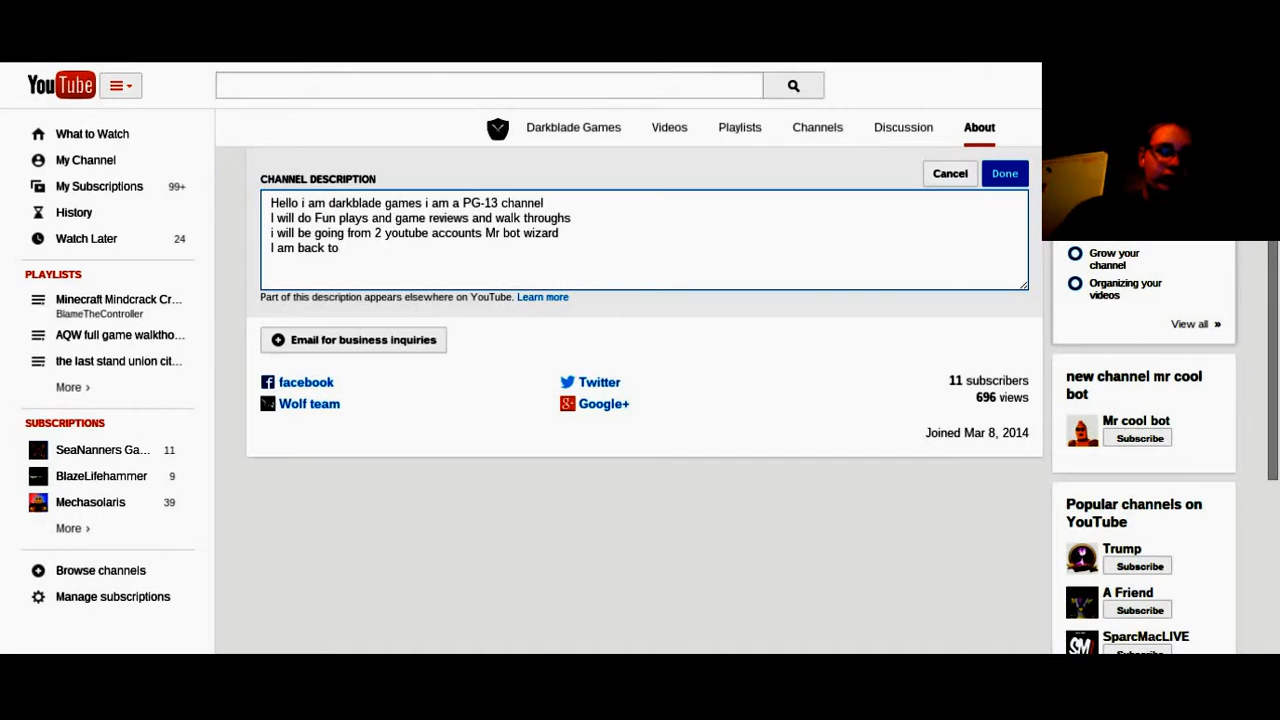 YouTube
Darkblade Games Videos Playlists Channels Discussion About
What to Watch
My Channel
My Subscriptions 99+
History
Watch Later 24
PLAYLISTS
Minecraft Mindcrack Cr...
BlameTheController
AQW full game walktho...
the last stand union cit...
More ›
SUBSCRIPTIONS
SeaNanners Ga... 11
BlazeLifehammer 9
Mechasolaris 39
More ›
Browse channels
Manage subscriptions
CHANNEL DESCRIPTION
Cancel Done
Hello i am darkblade games i am a PG-13 channel
I will do Fun plays and game reviews and walk throughs
i will be going from 2 youtube accounts Mr bot wizard
I am back to
Part of this description appears elsewhere on YouTube. Learn more
Email for business inquiries
facebook Twitter
Wolf team Google+
11 subscribers
696 views
Joined Mar 8, 2014
Grow your
channel
Organizing your
videos
View all »
new channel mr cool
bot
Mr cool bot
Subscribe
Popular channels on
YouTube
Trump
Subscribe
A Friend
Subscribe
SparcMacLIVE
SM
Subscribe